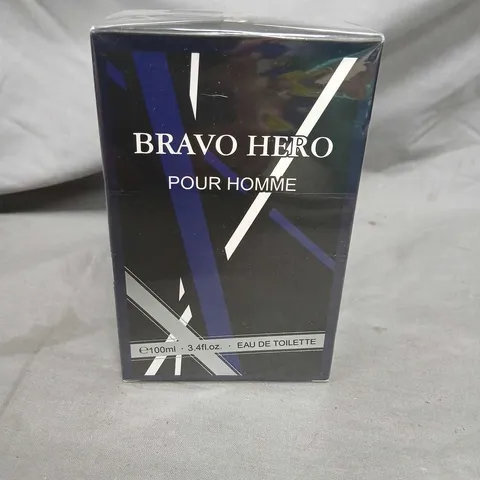 BRAVO HERO
POUR HOMME
℮100ml · 3.4fl.oz. · EAU DE TOILETTE